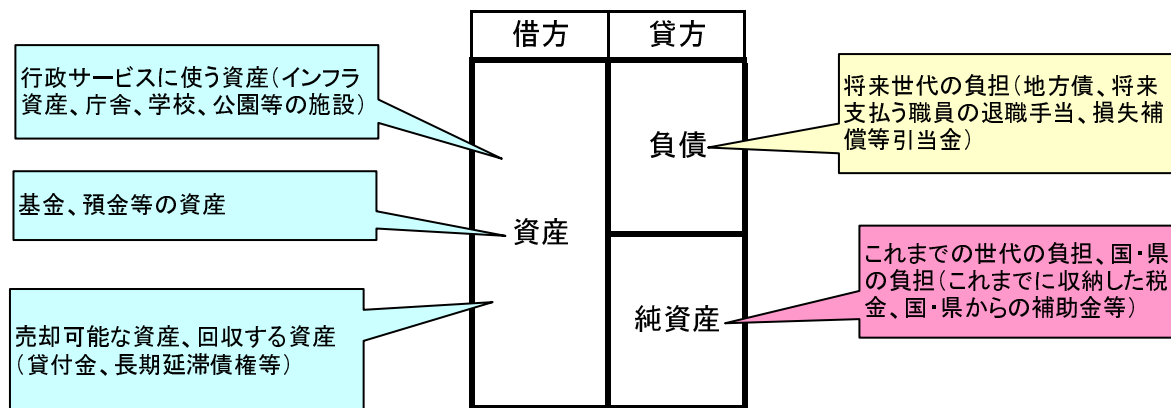 借方
貸方
行政サービスに使う資産(インフラ
資産、庁舎、学校、公園等の施設)
基金、預金等の資産
売却可能な資産、回収する資産
(貸付金、長期延滞債権等)
資産
負債
純資産
将来世代の負担(地方債、将来
支払う職員の退職手当、損失補
償等引当金)
これまでの世代の負担、国・県
の負担(これまでに収納した税
金、国・県からの補助金等)